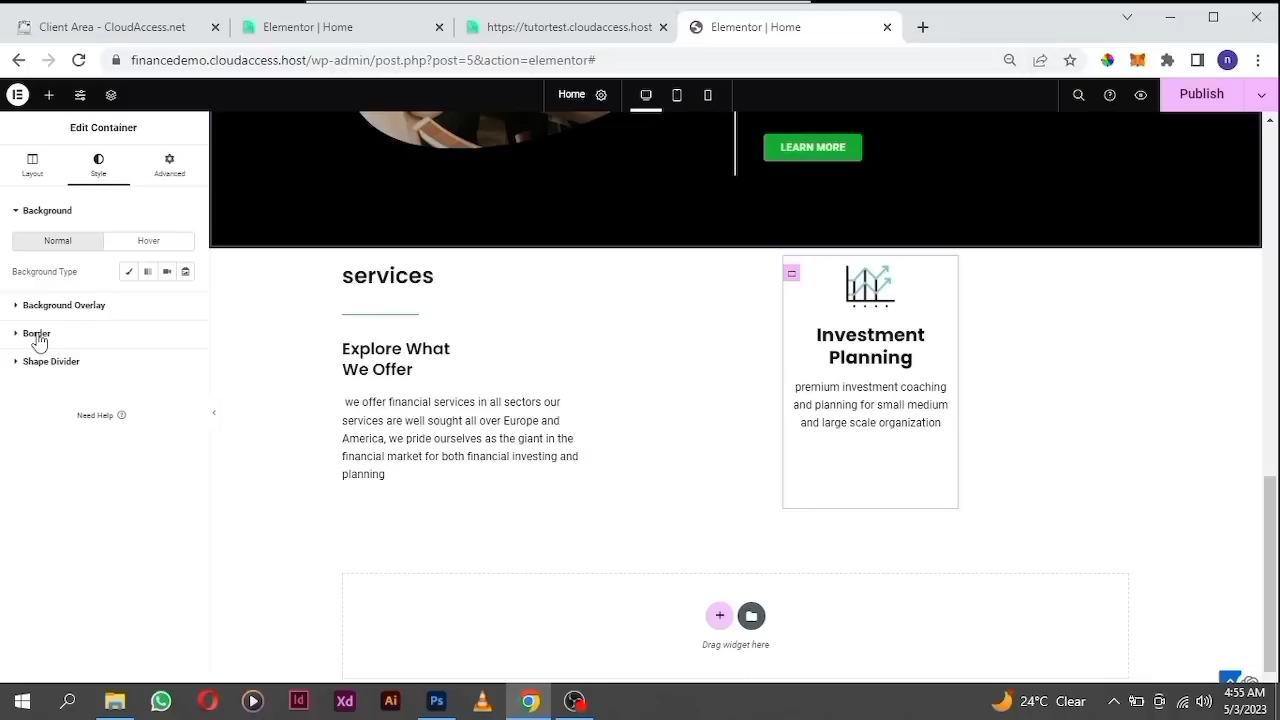 Client Area - CloudAccess.net
Elementor | Home
https://tutortest.cloudaccess.host
Elementor | Home
financedemo.cloudaccess.host/wp-admin/post.php?post=5&action=elementor#
n
Home
Publish
Edit Container
Layout
Style
Advanced
Background
Normal
Hover
Background Type
Background Overlay
Border
Shape Divider
Need Help
LEARN MORE
services
Explore What
We Offer
we offer financial services in all sectors our
services are well sought all over Europe and
America, we pride ourselves as the giant in the
financial market for both financial investing and
planning
Investment
Planning
premium investment coaching
and planning for small medium
and large scale organization
Drag widget here
Id
Xd
Ai
Ps
24°C Clear
4:55 AM
5/3/2023